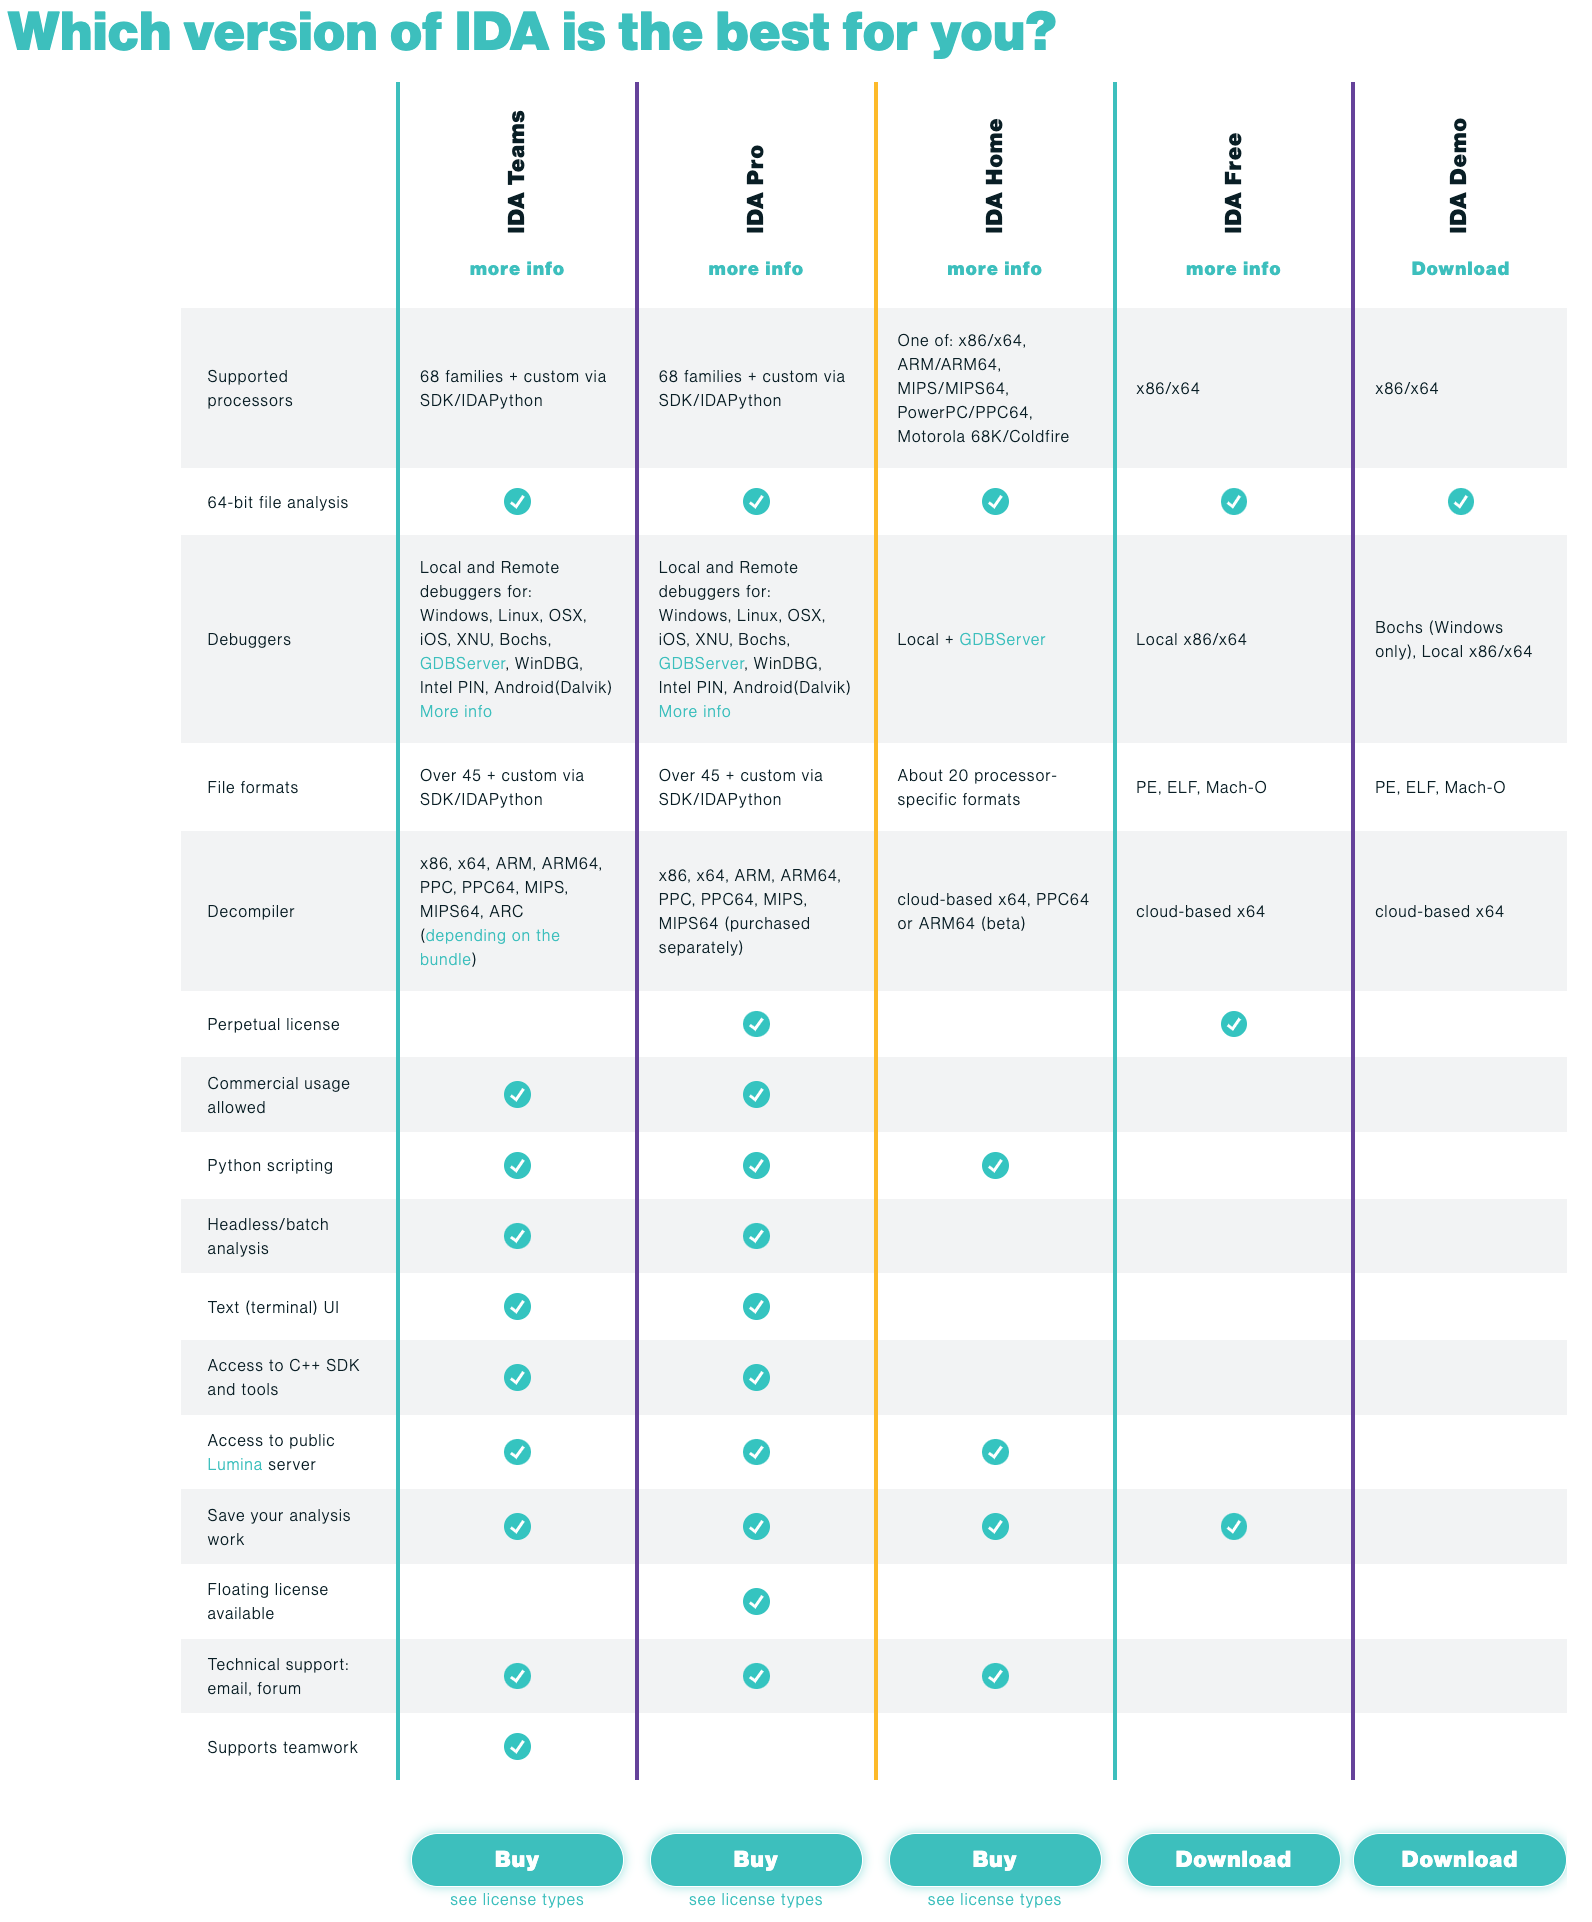 Which version of IDA is the best for you?
IDA Teams
IDA Pro
IDA Home
IDA Free
IDA Demo
more info
more info
more info
more info
Download
Supported
processors
68 families + custom via
SDK/IDAPython
68 families + custom via
SDK/IDAPython
One of: x86/x64,
ARM/ARM64,
MIPS/MIPS64,
PowerPC/PPC64,
Motorola 68K/Coldfire
x86/x64
x86/x64
64-bit file analysis
Debuggers
Local and Remote
debuggers for:
Windows, Linux, OSX,
iOS, XNU, Bochs,
GDBServer, WinDBG,
Intel PIN, Android(Dalvik)
More info
Local and Remote
debuggers for:
Windows, Linux, OSX,
iOS, XNU, Bochs,
GDBServer, WinDBG,
Intel PIN, Android(Dalvik)
More info
Local + GDBServer
Local x86/x64
Bochs (Windows
only), Local x86/x64
File formats
Over 45 + custom via
SDK/IDAPython
Over 45 + custom via
SDK/IDAPython
About 20 processor-
specific formats
PE, ELF, Mach-O
PE, ELF, Mach-O
Decompiler
x86, x64, ARM, ARM64,
PPC, PPC64, MIPS,
MIPS64, ARC
(depending on the
bundle)
x86, x64, ARM, ARM64,
PPC, PPC64, MIPS,
MIPS64 (purchased
separately)
cloud-based x64, PPC64
or ARM64 (beta)
cloud-based x64
cloud-based x64
Perpetual license
Commercial usage
allowed
Python scripting
Headless/batch
analysis
Text (terminal) UI
Access to C++ SDK
and tools
Access to public
Lumina server
Save your analysis
work
Floating license
available
Technical support:
email, forum
Supports teamwork
Buy
Buy
Buy
Download
Download
see license types
see license types
see license types